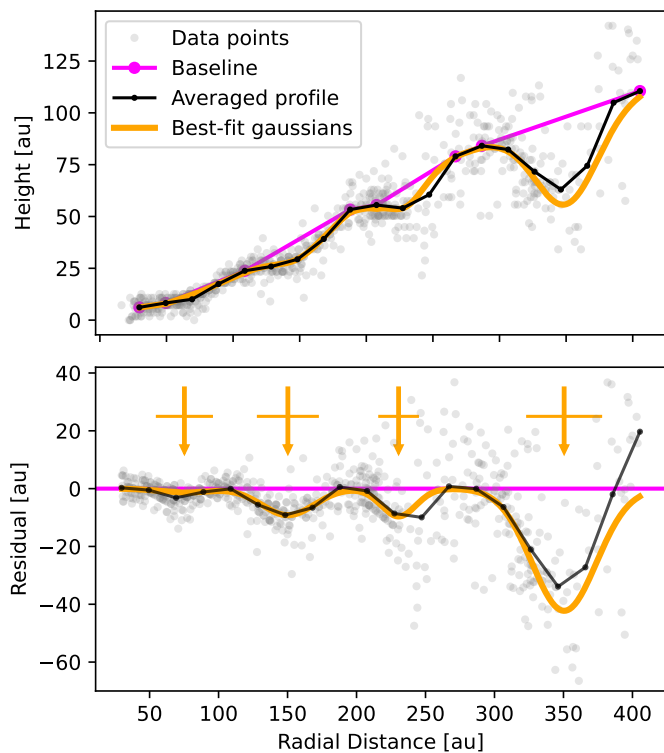 Data points
Baseline
Averaged profile
Best-fit gaussians
Height [au]
125
100
75
50
25
0
Residual [au]
40
20
0
−20
−40
−60
50 100 150 200 250 300 350 400
Radial Distance [au]